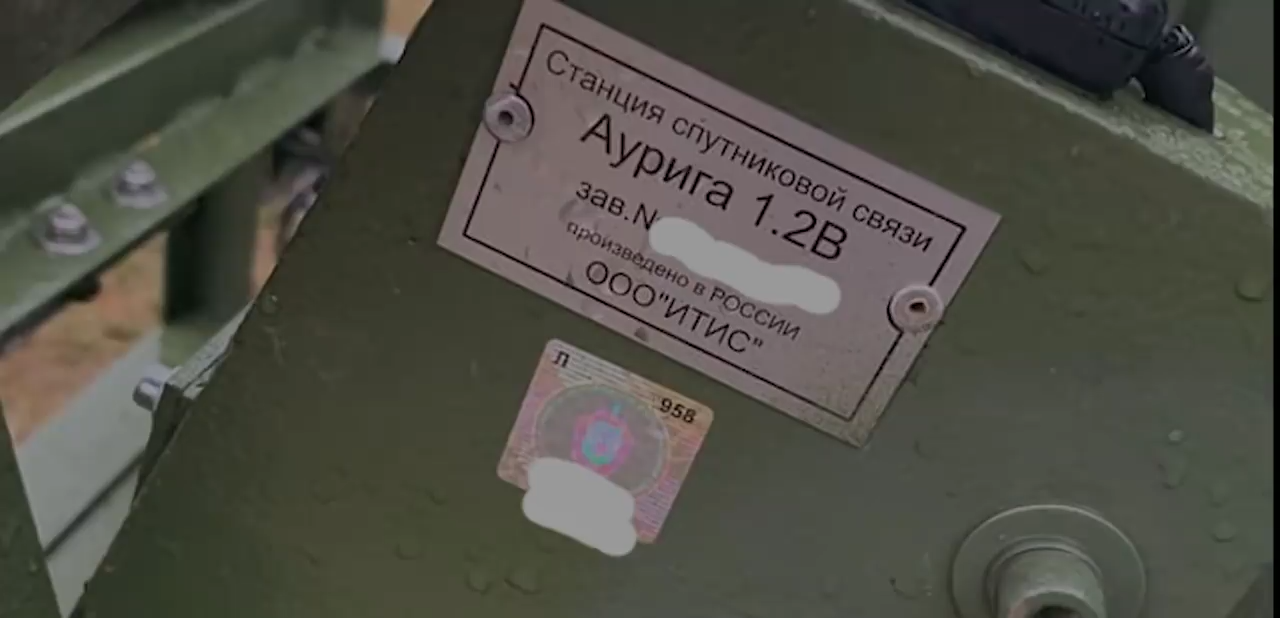 Станция спутниковой связи
Аурига 1.2В
зав.N
произведено в РОССИИ
ООО"ИТИС"
Л
958